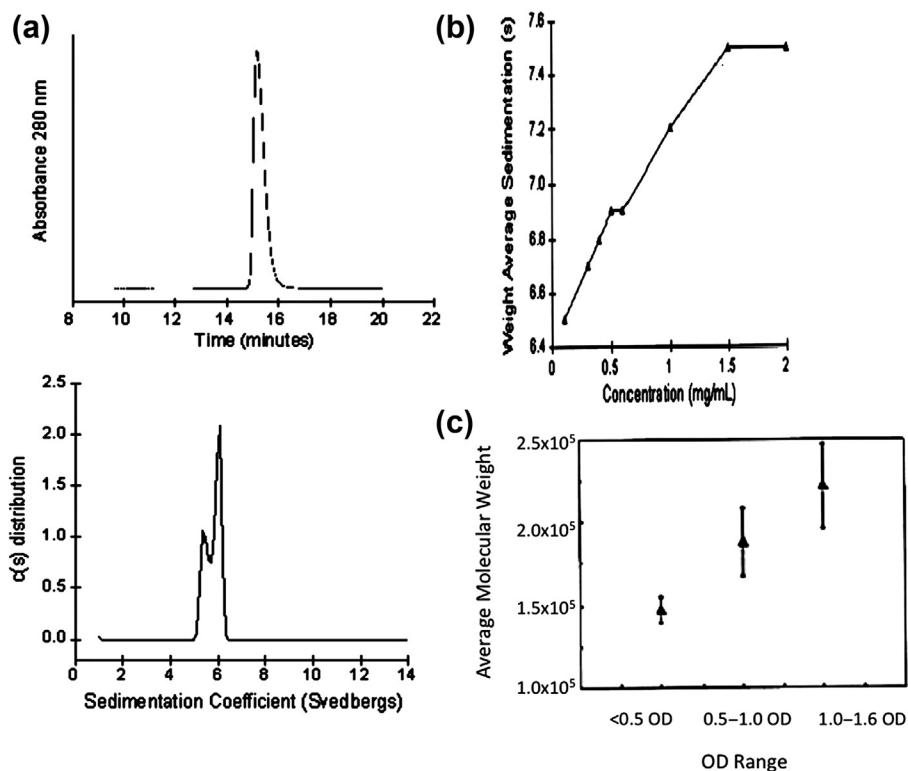 (a)
Absorbance 280 nm
8 10 12 14 16 18 20 22
Time (minutes)
c(s) distribution
2.5
2.0
1.5
1.0
0.5
0.0
0 2 4 6 8 10 12 14
Sedimentation Coefficient (Svedbergs)
(b)
Weight Average Sedimentation (s)
7.6
7.4
7.2
7.0
6.8
6.6
6.4
0 0.5 1 1.5 2
Concentration (mg/mL)
(c)
Average Molecular Weight
2.5x10⁵
2.0x10⁵
1.5x10⁵
1.0x10⁵
<0.5 OD 0.5–1.0 OD 1.0–1.6 OD
OD Range